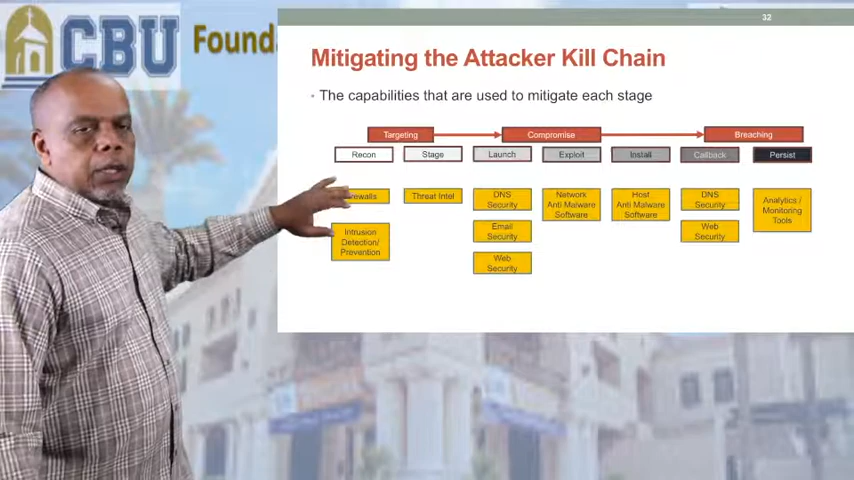 32
CBU
Mitigating the Attacker Kill Chain
The capabilities that are used to mitigate each stage
Targeting
Compromise
Breaching
Recon
Stage
Launch
Exploit
Install
Callback
Persist
Threat Intel
DNS
Security
Network
Anti Malware
Software
Host
Anti Malware
Software
DNS
Security
Analytics /
Monitoring
Tools
Intrusion
Detection/
Prevention
Email
Security
Web
Security
Web
Security